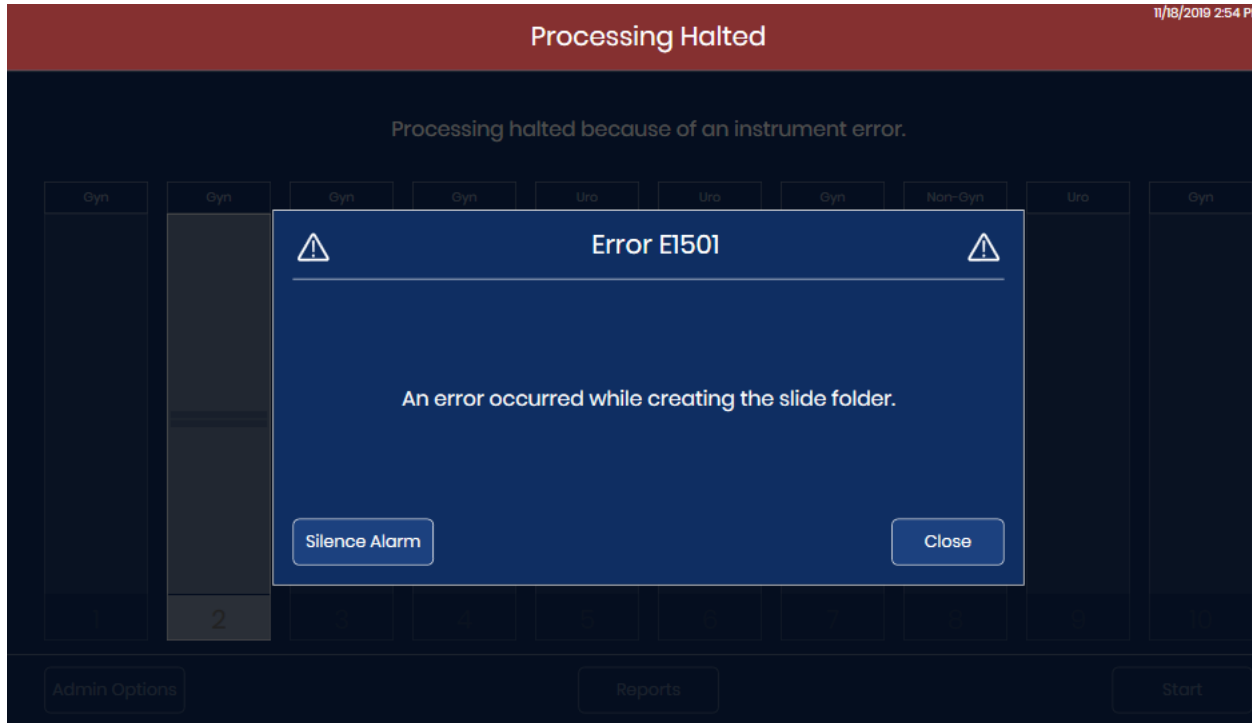 11/18/2019 2:54 P
Processing Halted
Processing halted because of an instrument error.
Gyn Gyn Gyn Gyn Uro Uro Gyn Non-Gyn Uro Gyn
Error E1501
An error occurred while creating the slide folder.
Silence Alarm Close
1 2 3 4 5 6 7 8 9 10
Admin Options Reports Start